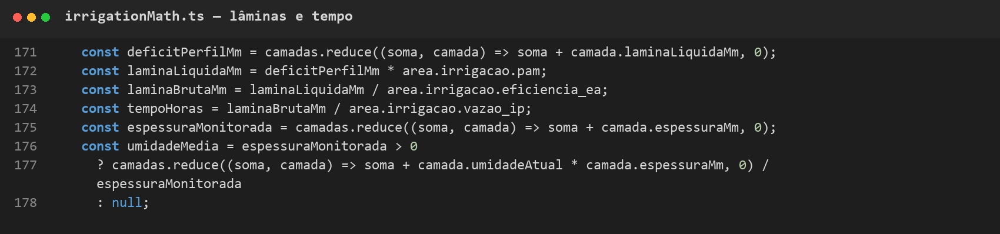 irrigationMath.ts — lâminas e tempo
171 const deficitPerfilMm = camadas.reduce((soma, camada) => soma + camada.laminaLiquidaMm, 0);
172 const laminaLiquidaMm = deficitPerfilMm * area.irrigacao.pam;
173 const laminaBrutaMm = laminaLiquidaMm / area.irrigacao.eficiencia_ea;
174 const tempoHoras = laminaBrutaMm / area.irrigacao.vazao_ip;
175 const espessuraMonitorada = camadas.reduce((soma, camada) => soma + camada.espessuraMm, 0);
176 const umidadeMedia = espessuraMonitorada > 0
177 ? camadas.reduce((soma, camada) => soma + camada.umidadeAtual * camada.espessuraMm, 0) /
espessuraMonitorada
178 : null;